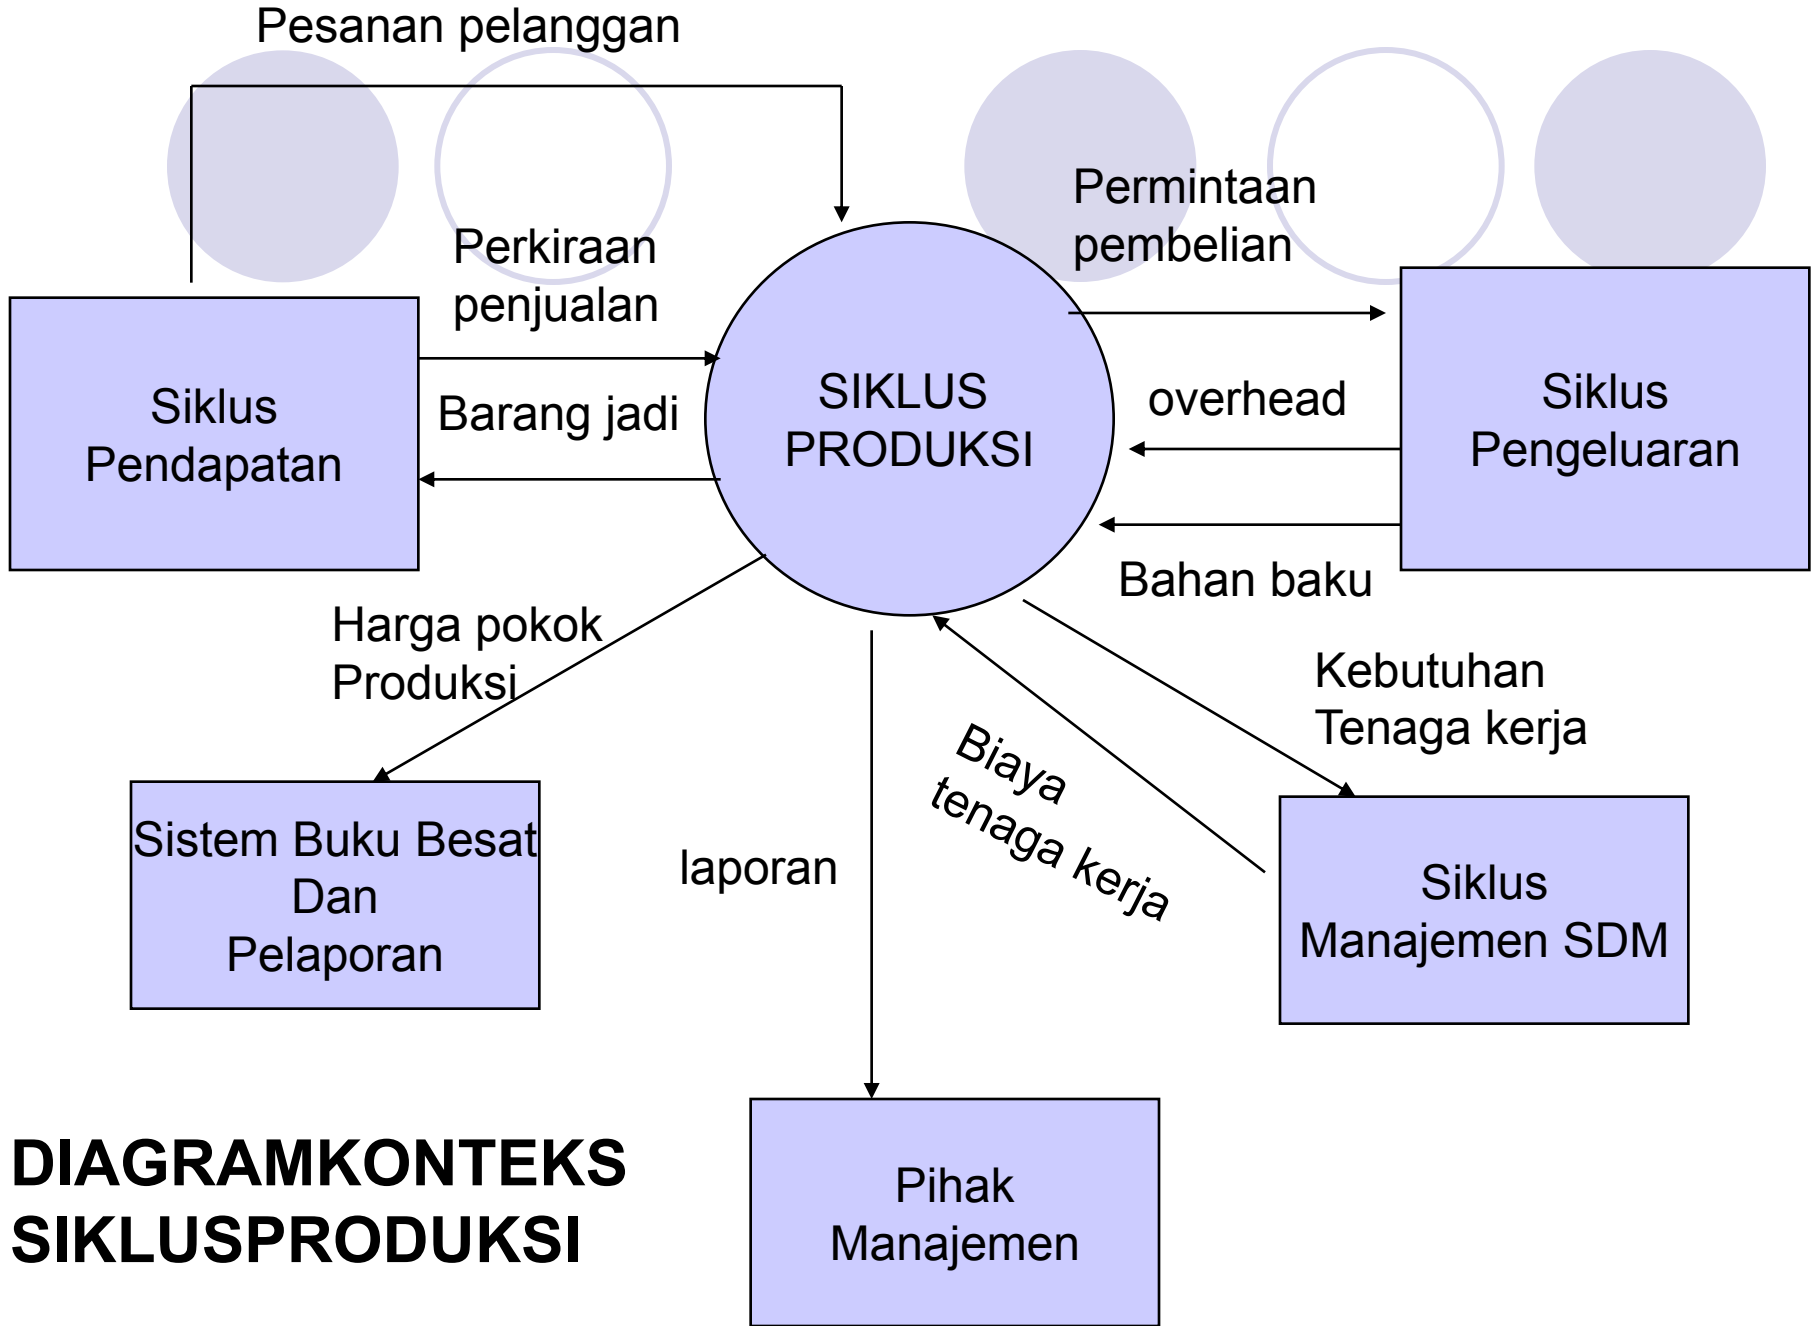 Pesanan pelanggan
Perkiraan
penjualan
Permintaan
pembelian
Siklus
Pendapatan
Barang jadi
SIKLUS
PRODUKSI
overhead
Siklus
Pengeluaran
Bahan baku
Harga pokok
Produksi
Kebutuhan
Tenaga kerja
Biaya
tenaga kerja
Sistem Buku Besat
Dan
Pelaporan
laporan
Siklus
Manajemen SDM
DIAGRAMKONTEKS
SIKLUSPRODUKSI
Pihak
Manajemen